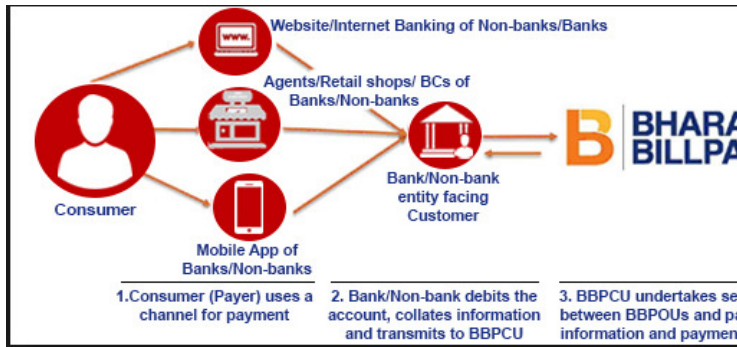 Website/Internet Banking of Non-banks/Banks
www.
Agents/Retail shops/ BCs of
Banks/Non-banks
Consumer
Mobile App of
Banks/Non-banks
Bank/Non-bank
entity facing
Customer
B BHARA
BILLPA
1.Consumer (Payer) uses a
channel for payment
2. Bank/Non-bank debits the
account, collates information
and transmits to BBPCU
3. BBPCU undertakes se
between BBPOUs and pa
information and paymen